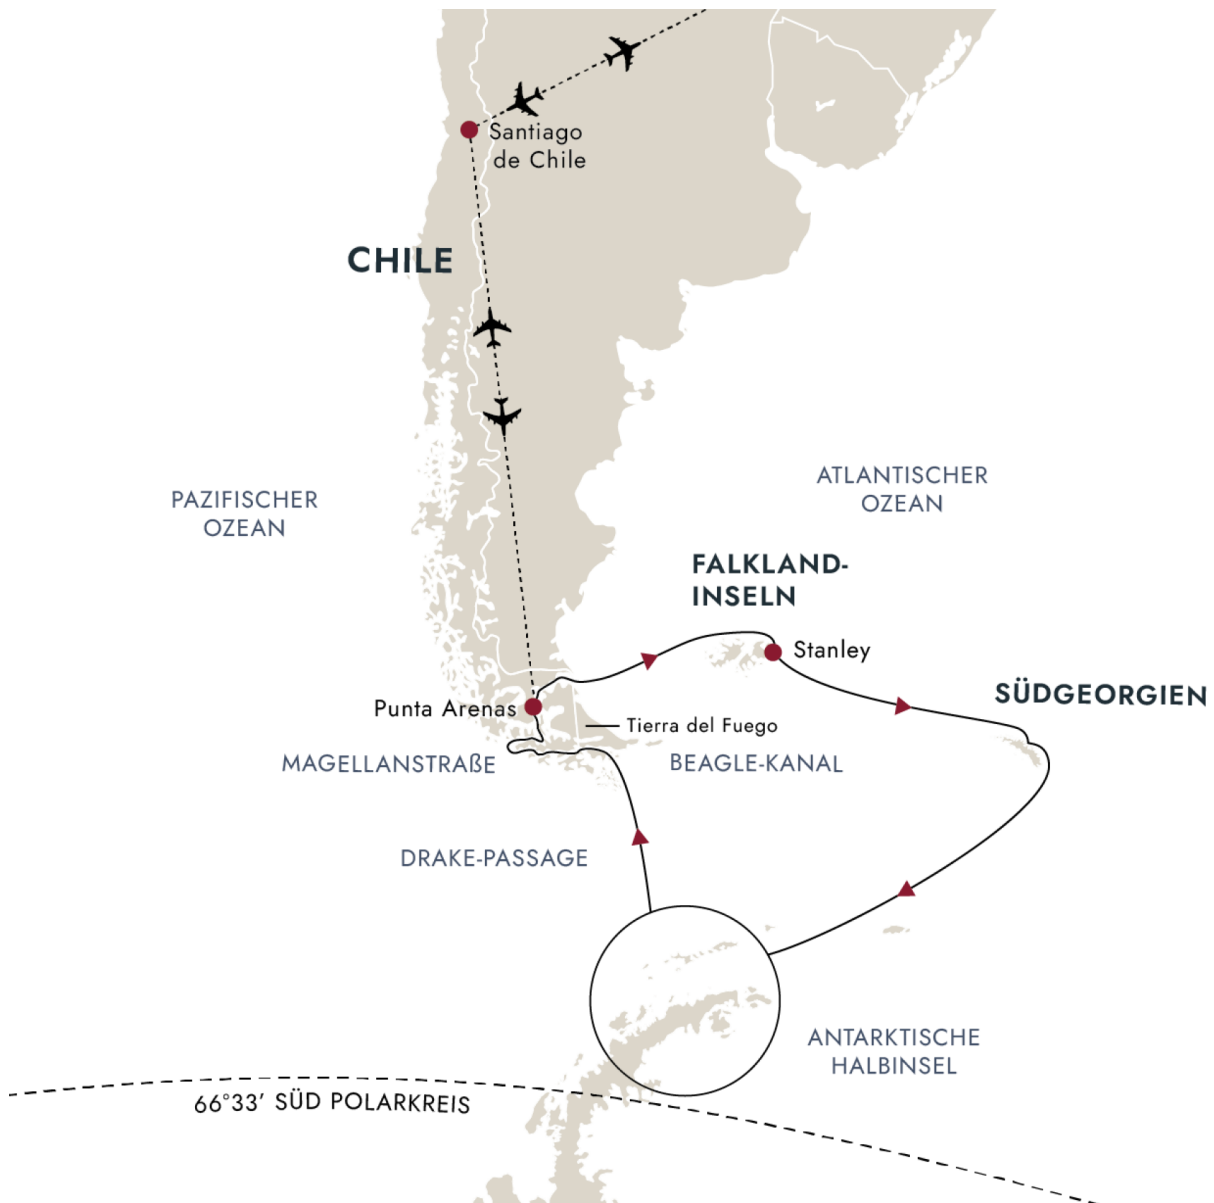 Santiago
de Chile
CHILE
PAZIFISCHER
OZEAN
ATLANTISCHER
OZEAN
FALKLAND-
INSELN
Stanley
SÜDGEORGIEN
Punta Arenas
Tierra del Fuego
MAGELLANSTRAßE
BEAGLE-KANAL
DRAKE-PASSAGE
ANTARKTISCHE
HALBINSEL
66°33’ SÜD POLARKREIS